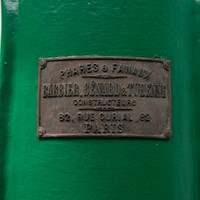 PHARES & FANAUX
BARBIER, BÉNARD & TURENNE
CONSTRUCTEURS
82, RUE CURIAL, 82
PARIS